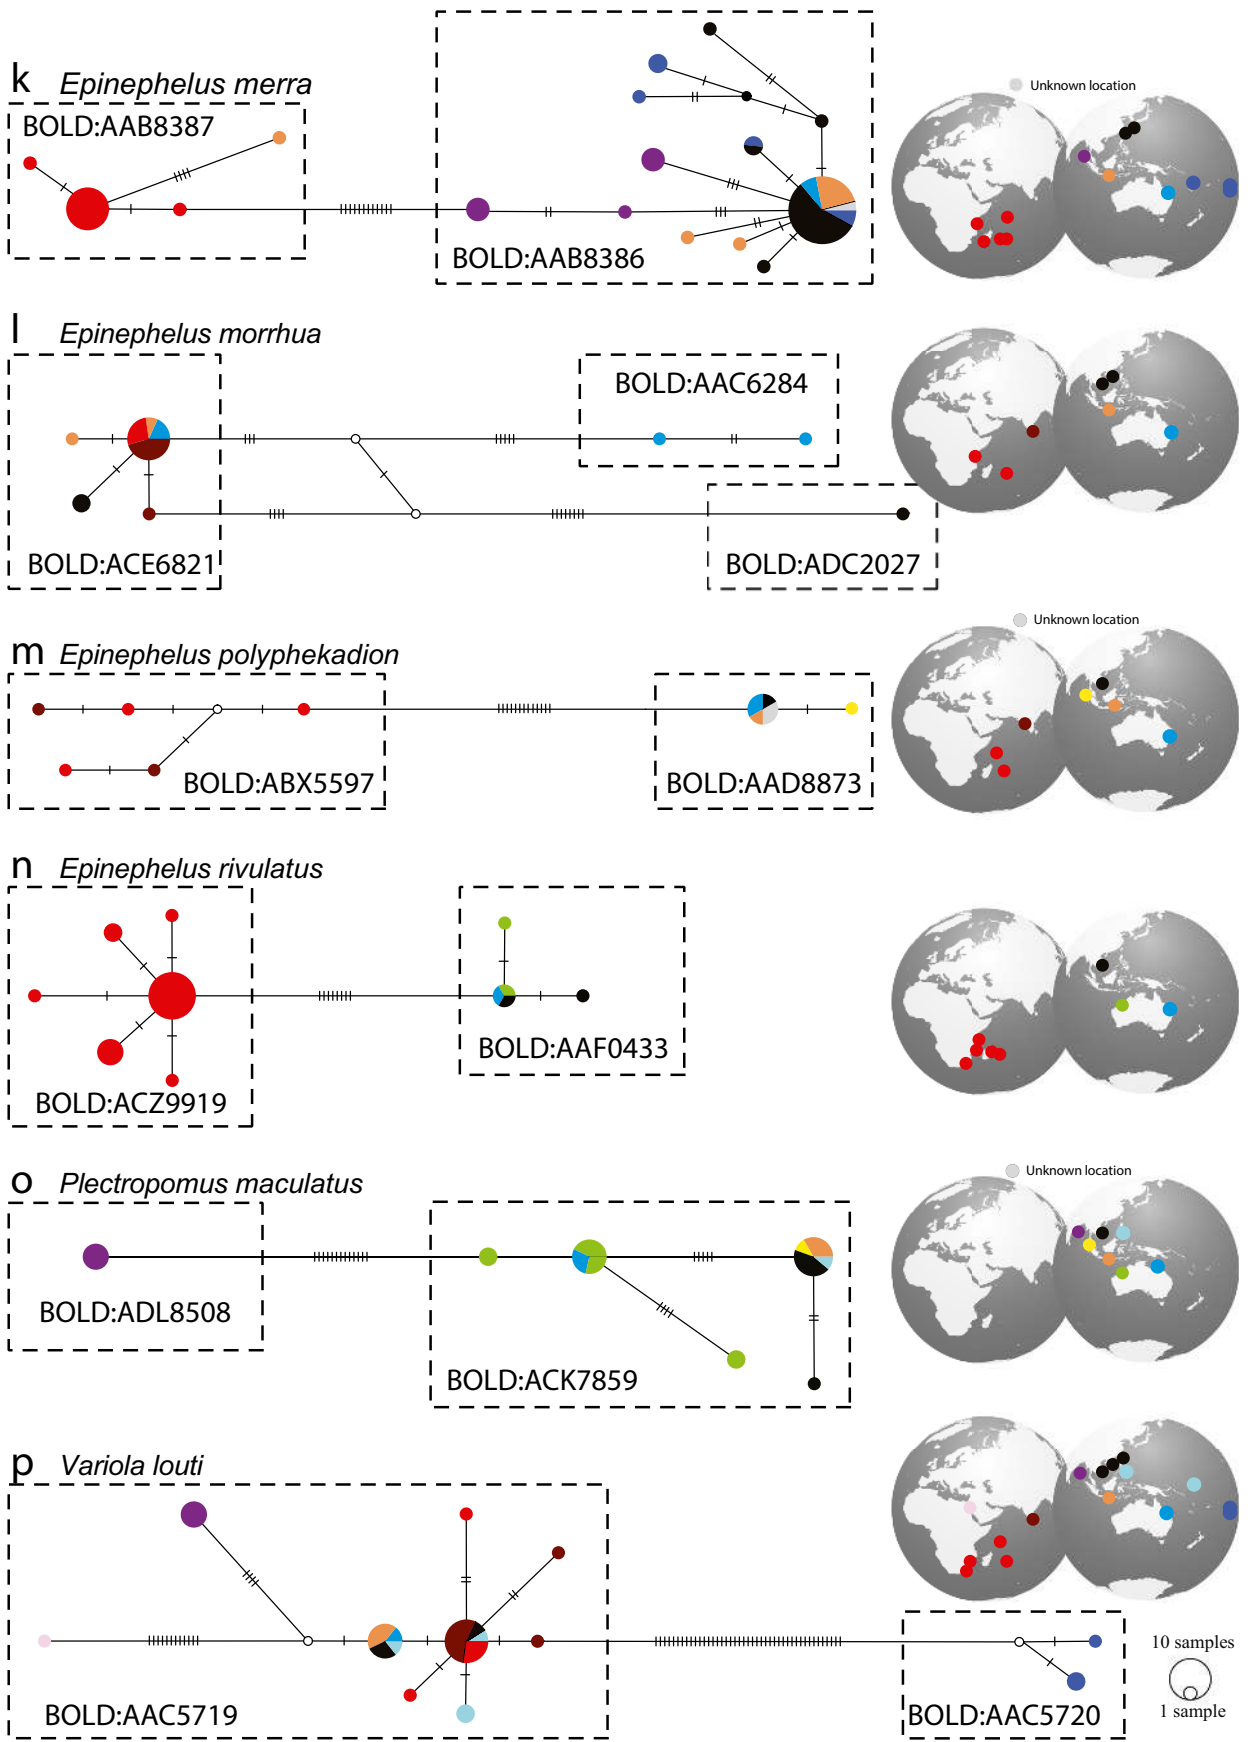 k Epinephelus merra
Unknown location
BOLD:AAB8387
BOLD:AAB8386
l Epinephelus morrhua
BOLD:AAC6284
BOLD:ACE6821
BOLD:ADC2027
Unknown location
m Epinephelus polyphekadion
BOLD:ABX5597
BOLD:AAD8873
n Epinephelus rivulatus
BOLD:AAF0433
BOLD:ACZ9919
o Plectropomus maculatus
Unknown location
BOLD:ADL8508
BOLD:ACK7859
p Variola louti
10 samples
1 sample
BOLD:AAC5719
BOLD:AAC5720